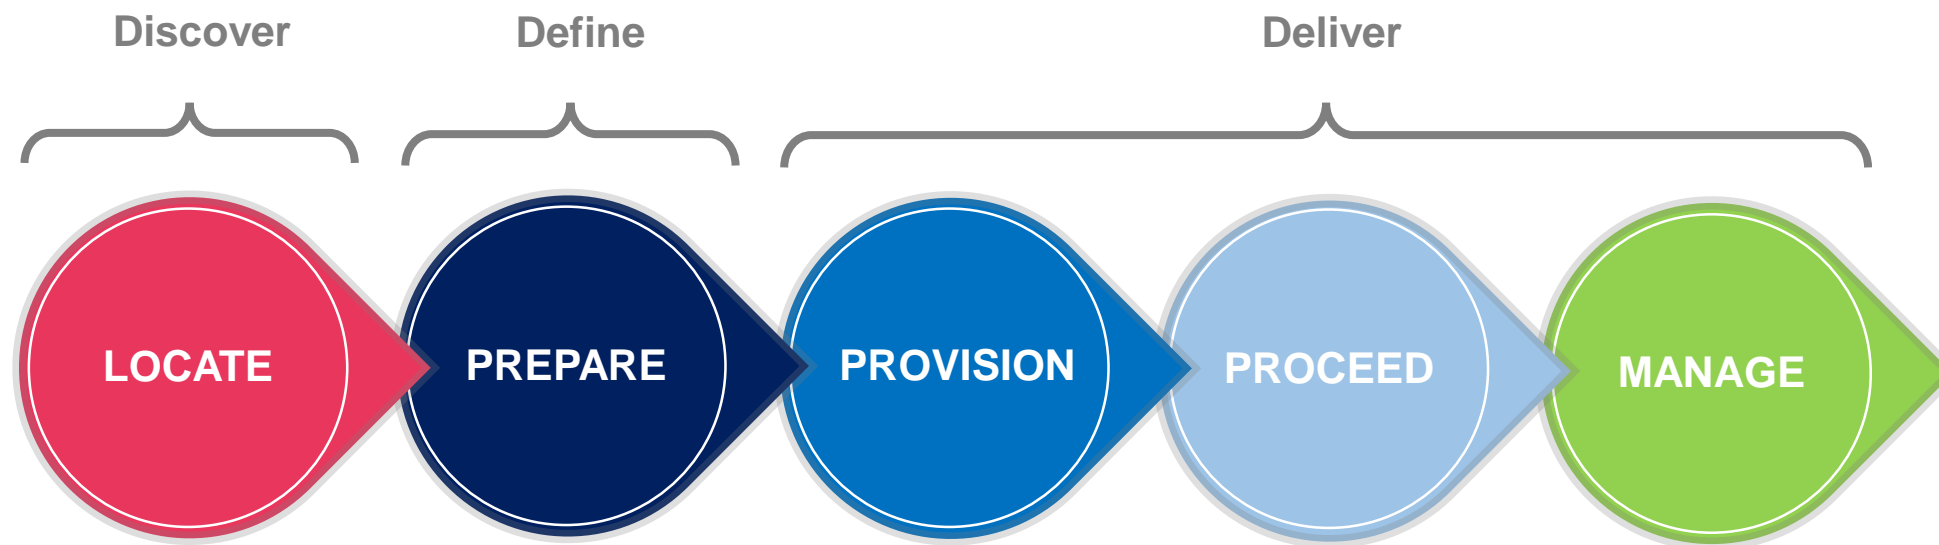 Discover
Define
Deliver
LOCATE
PREPARE
PROVISION
PROCEED
MANAGE